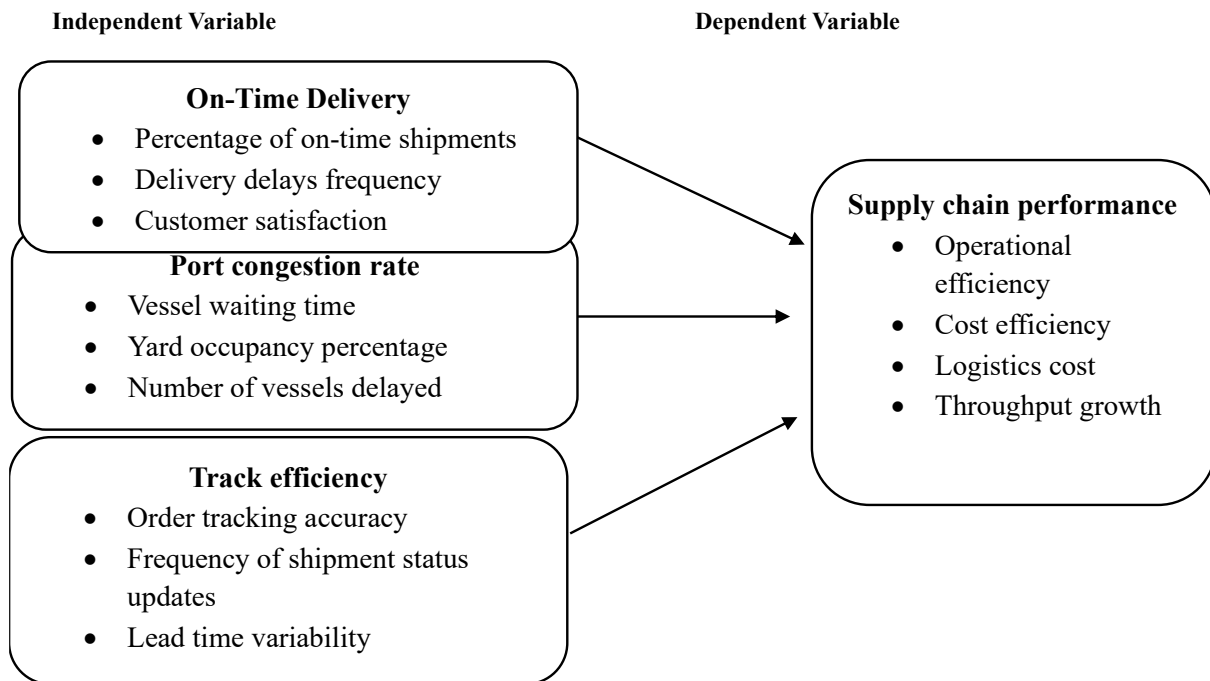 Independent Variable
Dependent Variable
On-Time Delivery
• Percentage of on-time shipments
• Delivery delays frequency
• Customer satisfaction
Port congestion rate
• Vessel waiting time
• Yard occupancy percentage
• Number of vessels delayed
Track efficiency
• Order tracking accuracy
• Frequency of shipment status
updates
• Lead time variability
Supply chain performance
• Operational
efficiency
• Cost efficiency
• Logistics cost
• Throughput growth